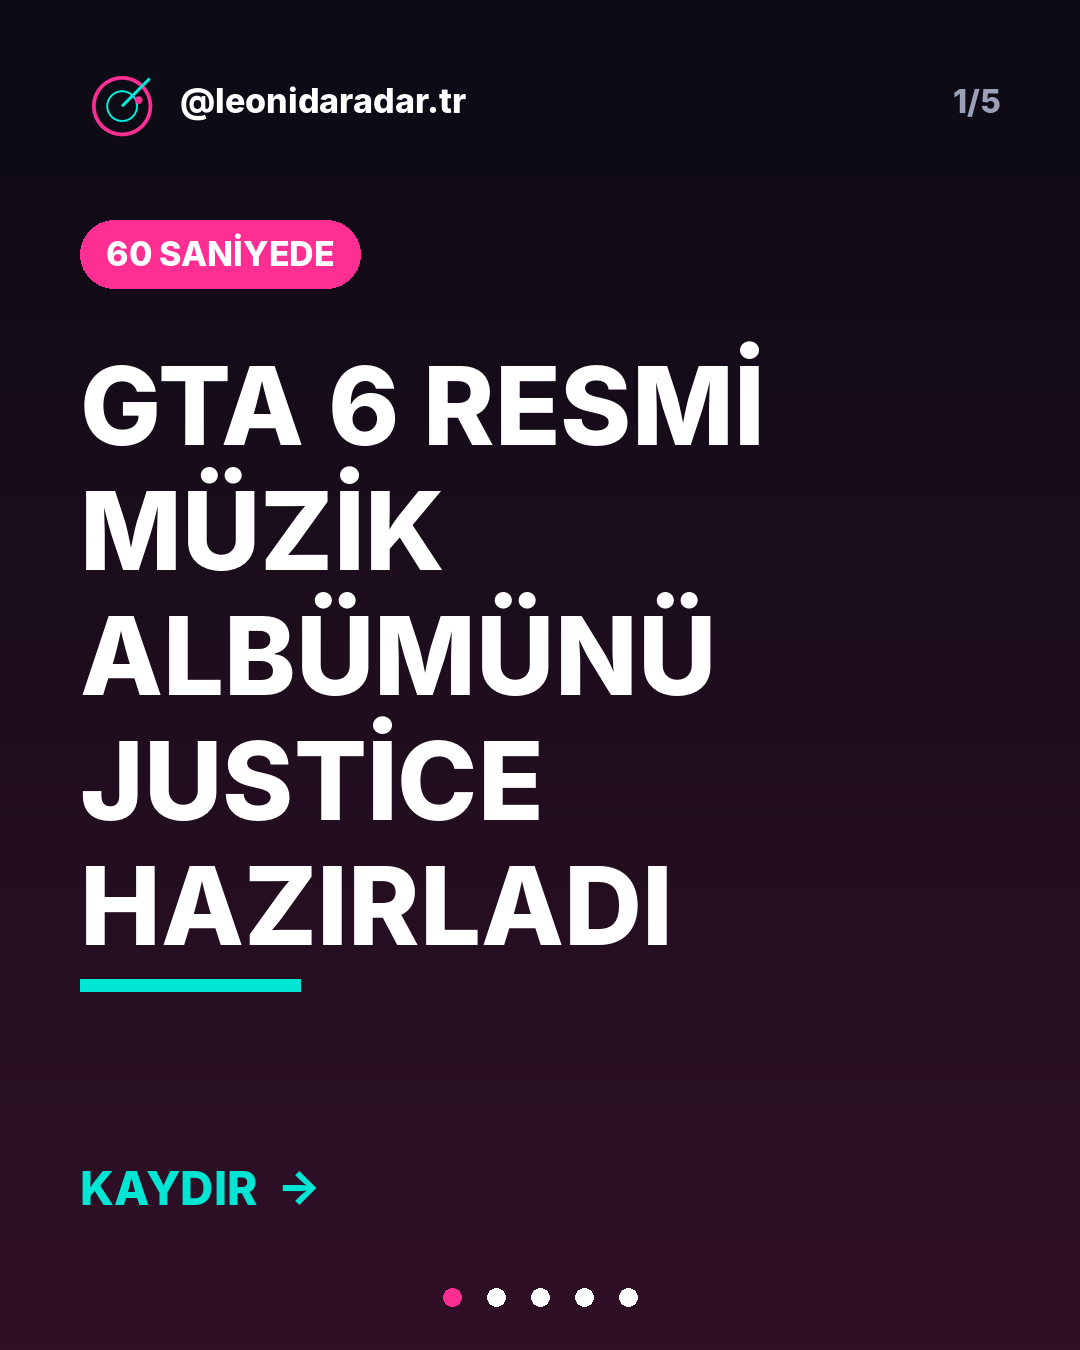 @leonidaradar.tr
1/5
60 SANİYEDE
GTA 6 RESMİ
MÜZİK
ALBÜMÜNÜ
JUSTİCE
HAZIRLADI
KAYDIR →